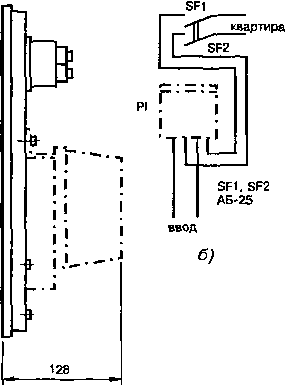 SF1
квартира
SF2
PI
SF1, SF2
АБ-25
ввод
б)
128